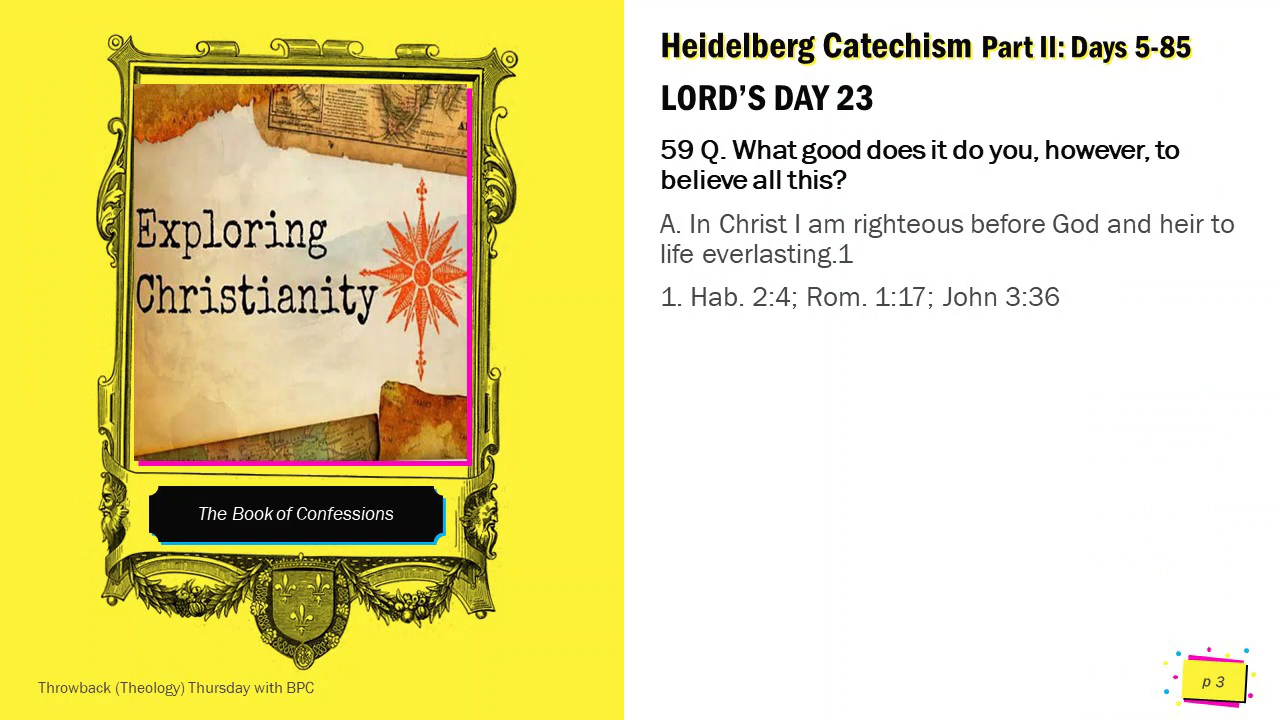 Exploring
Christianity
The Book of Confessions
Throwback (Theology) Thursday with BPC
Heidelberg Catechism Part II: Days 5-85
LORD’S DAY 23
59 Q. What good does it do you, however, to
believe all this?
A. In Christ I am righteous before God and heir to
life everlasting.1
1. Hab. 2:4; Rom. 1:17; John 3:36
p 3